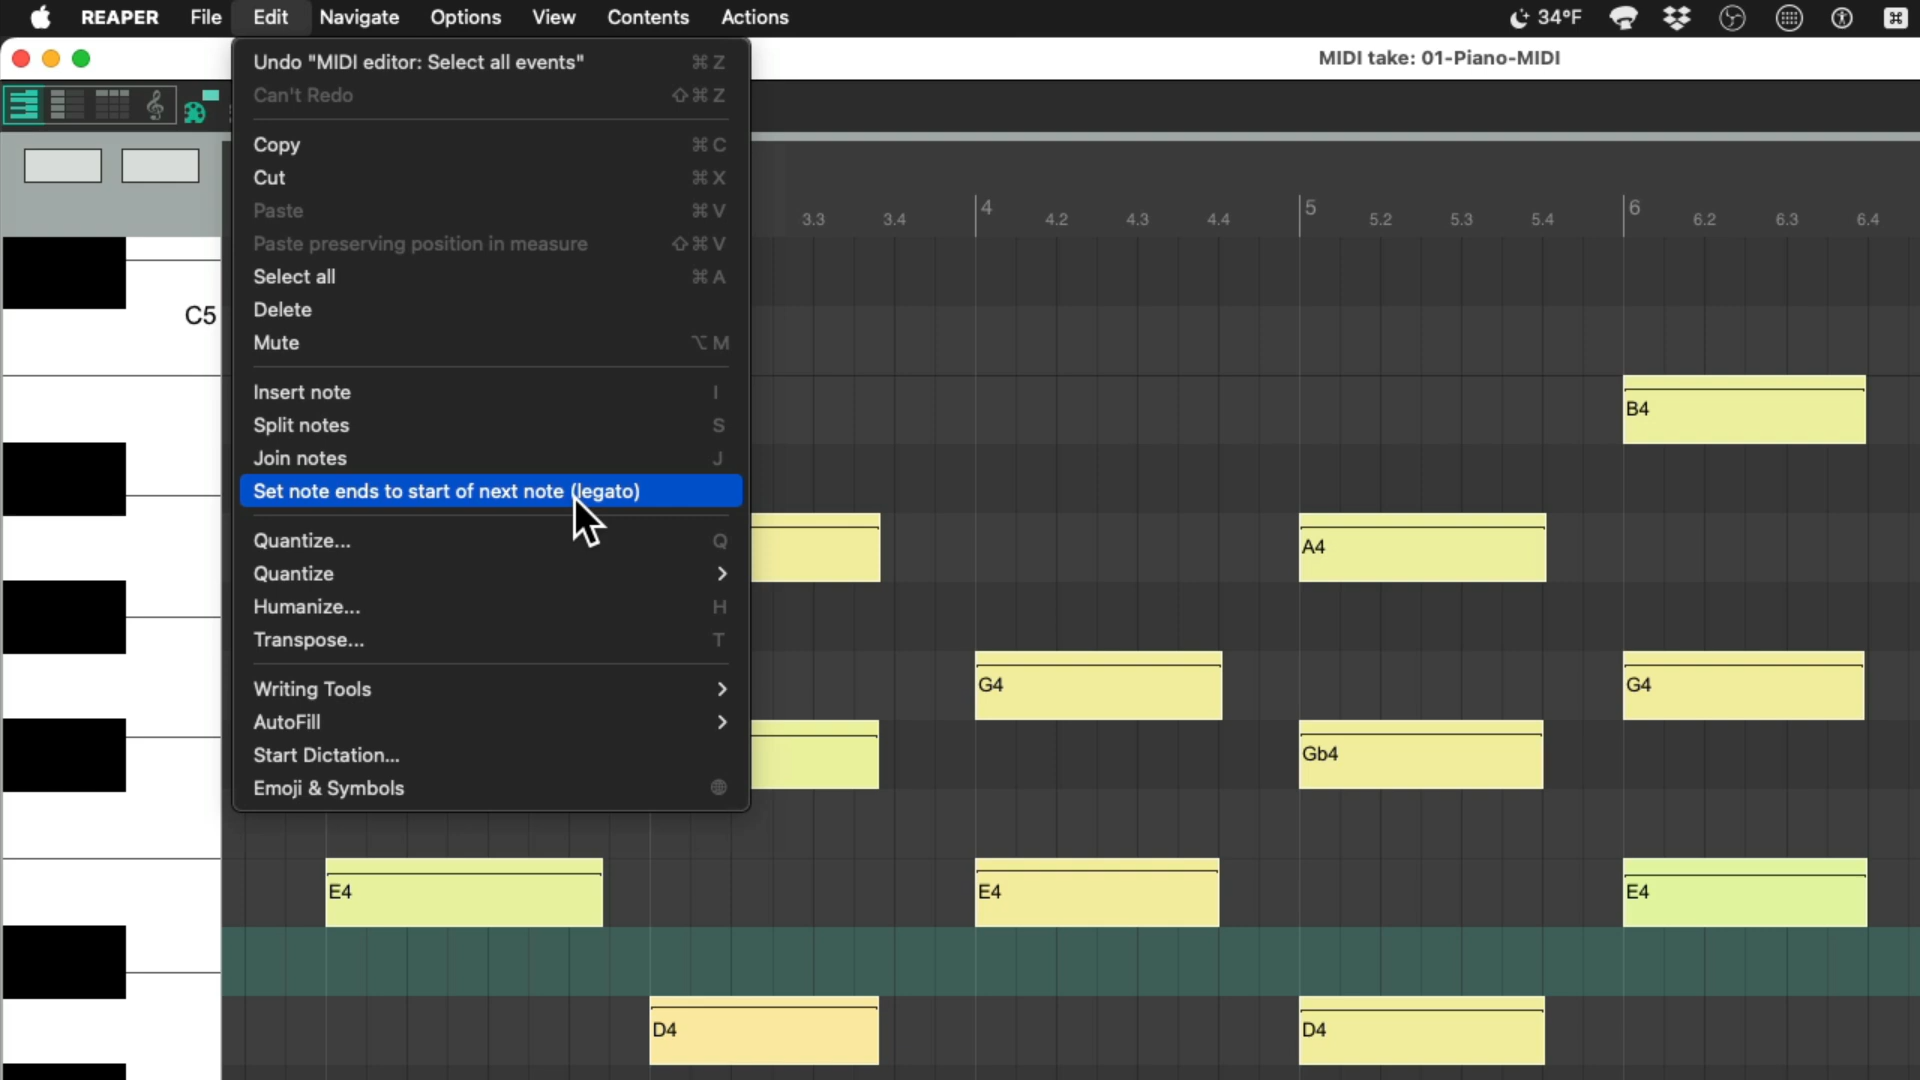 REAPER File Edit Navigate Options View Contents Actions 34°F
MIDI take: 01-Piano-MIDI
Undo "MIDI editor: Select all events" ⌘Z
Can't Redo ⇧⌘Z
Copy ⌘C
Cut ⌘X
Paste ⌘V
Paste preserving position in measure ⇧⌘V
Select all ⌘A
Delete
Mute ⌥M
Insert note I
Split notes S
Join notes J
Set note ends to start of next note (legato)
Quantize... Q
Quantize
Humanize... H
Transpose... T
Writing Tools
AutoFill
Start Dictation...
Emoji & Symbols
3.3 3.4 4 4.2 4.3 4.4 5 5.2 5.3 5.4 6 6.2 6.3 6.4
C5
B4
A4
G4 G4
Gb4
E4 E4 E4
D4 D4